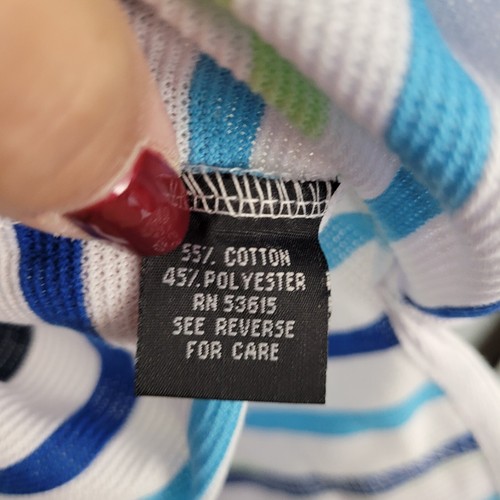 55% COTTON
45% POLYESTER
RN 53615
SEE REVERSE
FOR CARE